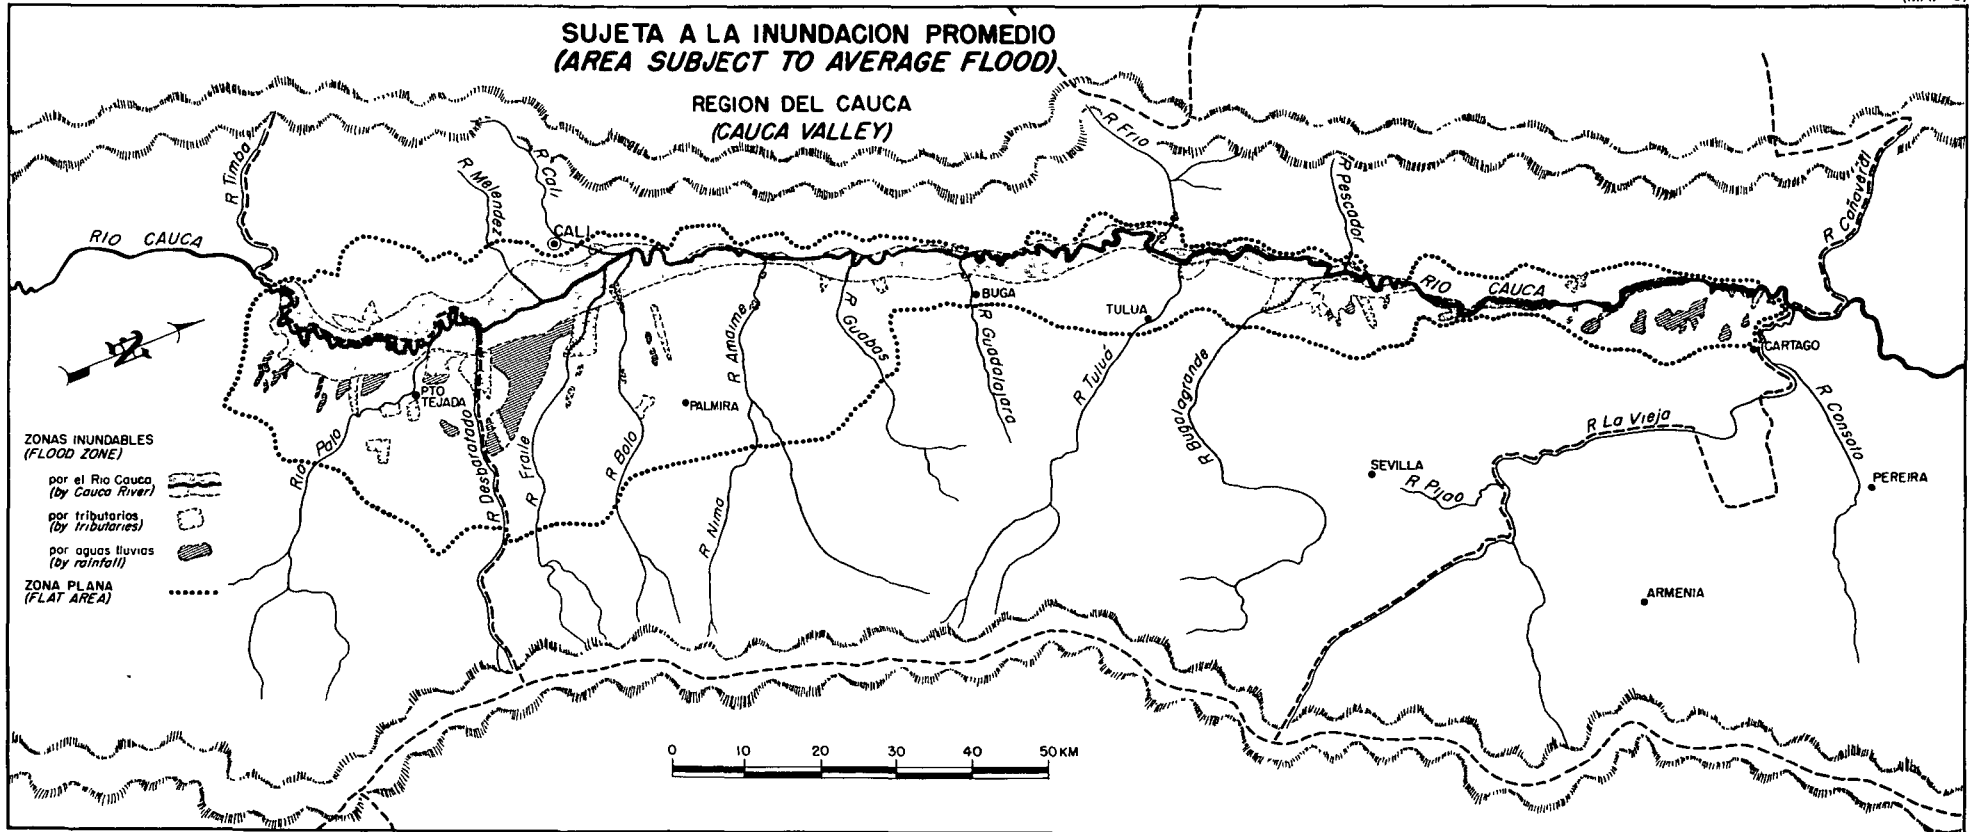 SUJETA A LA INUNDACION PROMEDIO
(AREA SUBJECT TO AVERAGE FLOOD)
REGION DEL CAUCA
(CAUCA VALLEY)
R Timba
R Melendez
R Cali
R Frio
R Pescador
R Cañaveral
RIO CAUCA
CALI
RIO CAUCA
BUGA
TULUA
CARTAGO
N
PTO
TEJADA
PALMIRA
R Amaime
R Guabas
R Guadalajara
R Tuluá
R Bugalagrande
R La Vieja
R Consoto
SEVILLA
R Pijao
PEREIRA
ARMENIA
Rio Palo
R Desbaratado
R Fraile
R Bolo
R Nima
ZONAS INUNDABLES
(FLOOD ZONE)
por el Rio Cauca
(by Cauca River)
por tributarios
(by tributaries)
por aguas lluvias
(by rainfall)
ZONA PLANA
(FLAT AREA)
0 10 20 30 40 50 KM